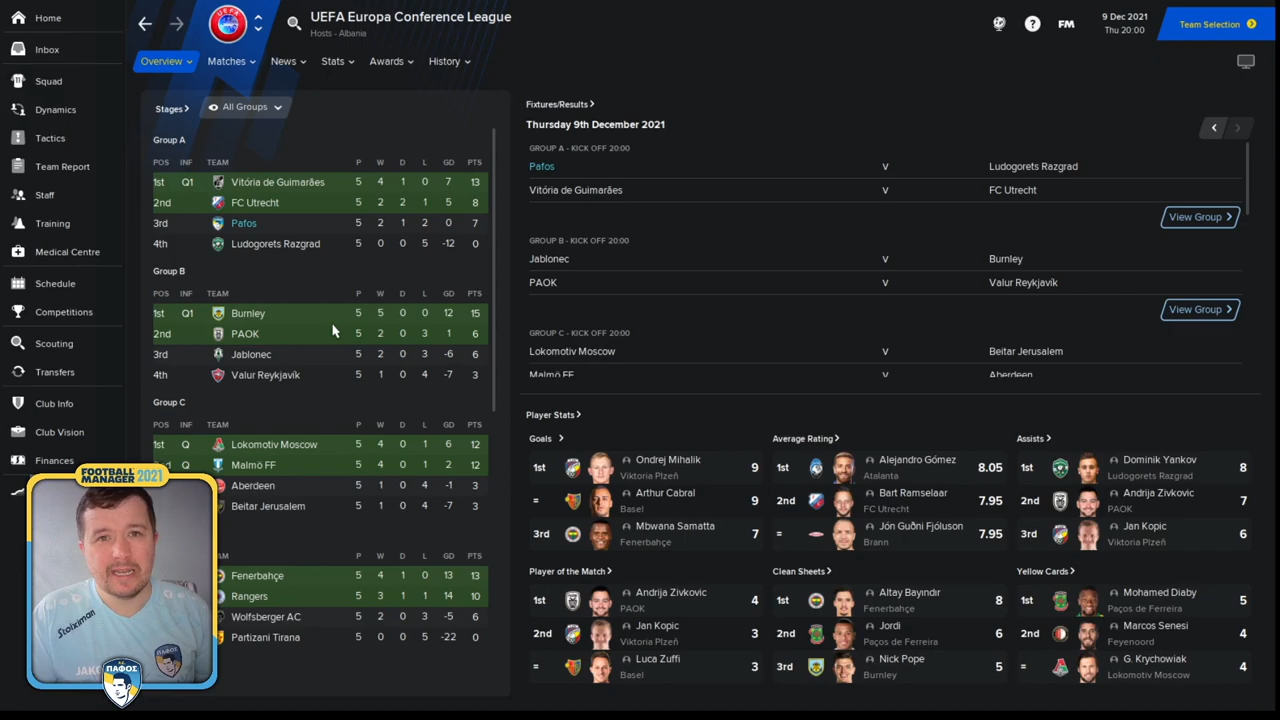 Home
Inbox
Squad
Dynamics
Tactics
Team Report
Staff
Training
Medical Centre
Schedule
Competitions
Scouting
Transfers
Club Info
Club Vision
Finances
UEFA Europa Conference League
Hosts - Albania
FM
9 Dec 2021
Thu 20:00
Team Selection
Overview Matches News Stats Awards History
Stages All Groups
Group A
POS INF TEAM P W D L GD PTS
1st Q1 Vitória de Guimarães 5 4 1 0 7 13
2nd FC Utrecht 5 2 2 1 5 8
3rd Pafos 5 2 1 2 0 7
4th Ludogorets Razgrad 5 0 0 5 -12 0
Group B
POS INF TEAM P W D L GD PTS
1st Q1 Burnley 5 5 0 0 12 15
2nd PAOK 5 2 0 3 1 6
3rd Jablonec 5 2 0 3 -6 6
4th Valur Reykjavík 5 1 0 4 -7 3
Group C
POS INF TEAM P W D L GD PTS
1st Q Lokomotiv Moscow 5 4 0 1 6 12
Q Malmö FF 5 4 0 1 2 12
Aberdeen 5 1 0 4 -1 3
Beitar Jerusalem 5 1 0 4 -7 3
P W D L GD PTS
Fenerbahçe 5 4 1 0 13 13
Rangers 5 3 1 1 14 10
Wolfsberger AC 5 2 0 3 -5 6
Partizani Tirana 5 0 0 5 -22 0
Fixtures/Results
Thursday 9th December 2021
GROUP A - KICK OFF 20:00
Pafos v Ludogorets Razgrad
Vitória de Guimarães v FC Utrecht
View Group
GROUP B - KICK OFF 20:00
Jablonec v Burnley
PAOK v Valur Reykjavík
View Group
GROUP C - KICK OFF 20:00
Lokomotiv Moscow v Beitar Jerusalem
Malmö FF v Aberdeen
Player Stats
Goals
1st Ondrej Mihalik 9
Viktoria Plzeň
= Arthur Cabral 9
Basel
3rd Mbwana Samatta 7
Fenerbahçe
Average Rating
1st Alejandro Gómez 8.05
Atalanta
2nd Bart Ramselaar 7.95
FC Utrecht
= Jón Guðni Fjóluson 7.95
Brann
Assists
1st Dominik Yankov 8
Ludogorets Razgrad
2nd Andrija Zivkovic 7
PAOK
3rd Jan Kopic 6
Viktoria Plzeň
Player of the Match
1st Andrija Zivkovic 4
PAOK
2nd Jan Kopic 3
Viktoria Plzeň
= Luca Zuffi 3
Basel
Clean Sheets
1st Altay Bayındır 8
Fenerbahçe
2nd Jordi 6
Paços de Ferreira
3rd Nick Pope 5
Burnley
Yellow Cards
1st Mohamed Diaby 5
Paços de Ferreira
2nd Marcos Senesi 4
Feyenoord
= G. Krychowiak 4
Lokomotiv Moscow
FOOTBALL
MANAGER 2021
Stoiximan
JAKO
ΠΑΦΟΣ